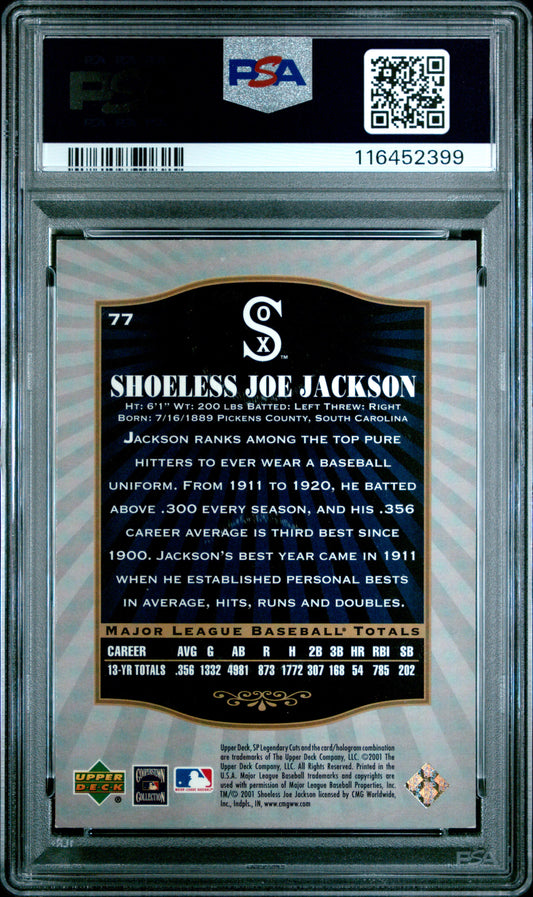 PSA
116452399
77
SOX
TM
SHOELESS JOE JACKSON
HT: 6'1" WT: 200 LBS BATTED: LEFT THREW: RIGHT
BORN: 7/16/1889 PICKENS COUNTY, SOUTH CAROLINA
JACKSON RANKS AMONG THE TOP PURE
HITTERS TO EVER WEAR A BASEBALL
UNIFORM. FROM 1911 TO 1920, HE BATTED
ABOVE .300 EVERY SEASON, AND HIS .356
CAREER AVERAGE IS THIRD BEST SINCE
1900. JACKSON'S BEST YEAR CAME IN 1911
WHEN HE ESTABLISHED PERSONAL BESTS
IN AVERAGE, HITS, RUNS AND DOUBLES.
MAJOR LEAGUE BASEBALL® TOTALS
CAREER AVG G AB R H 2B 3B HR RBI SB
13-YR TOTALS .356 1332 4981 873 1772 307 168 54 785 202
Upper Deck, SP Legendary Cuts and the card/hologram combination
are trademarks of The Upper Deck Company, LLC. ©2001 The
Upper Deck Company, LLC. All Rights Reserved. Printed in the
U.S.A. Major League Baseball trademarks and copyrights are
used with permission of Major League Baseball Properties, Inc.
TM/© 2001 Shoeless Joe Jackson licensed by CMG Worldwide,
Inc., Indpls., IN, www.cmgww.com
UPPER DECK ®
COOPERSTOWN COLLECTION
MAJOR LEAGUE BASEBALL
PSA